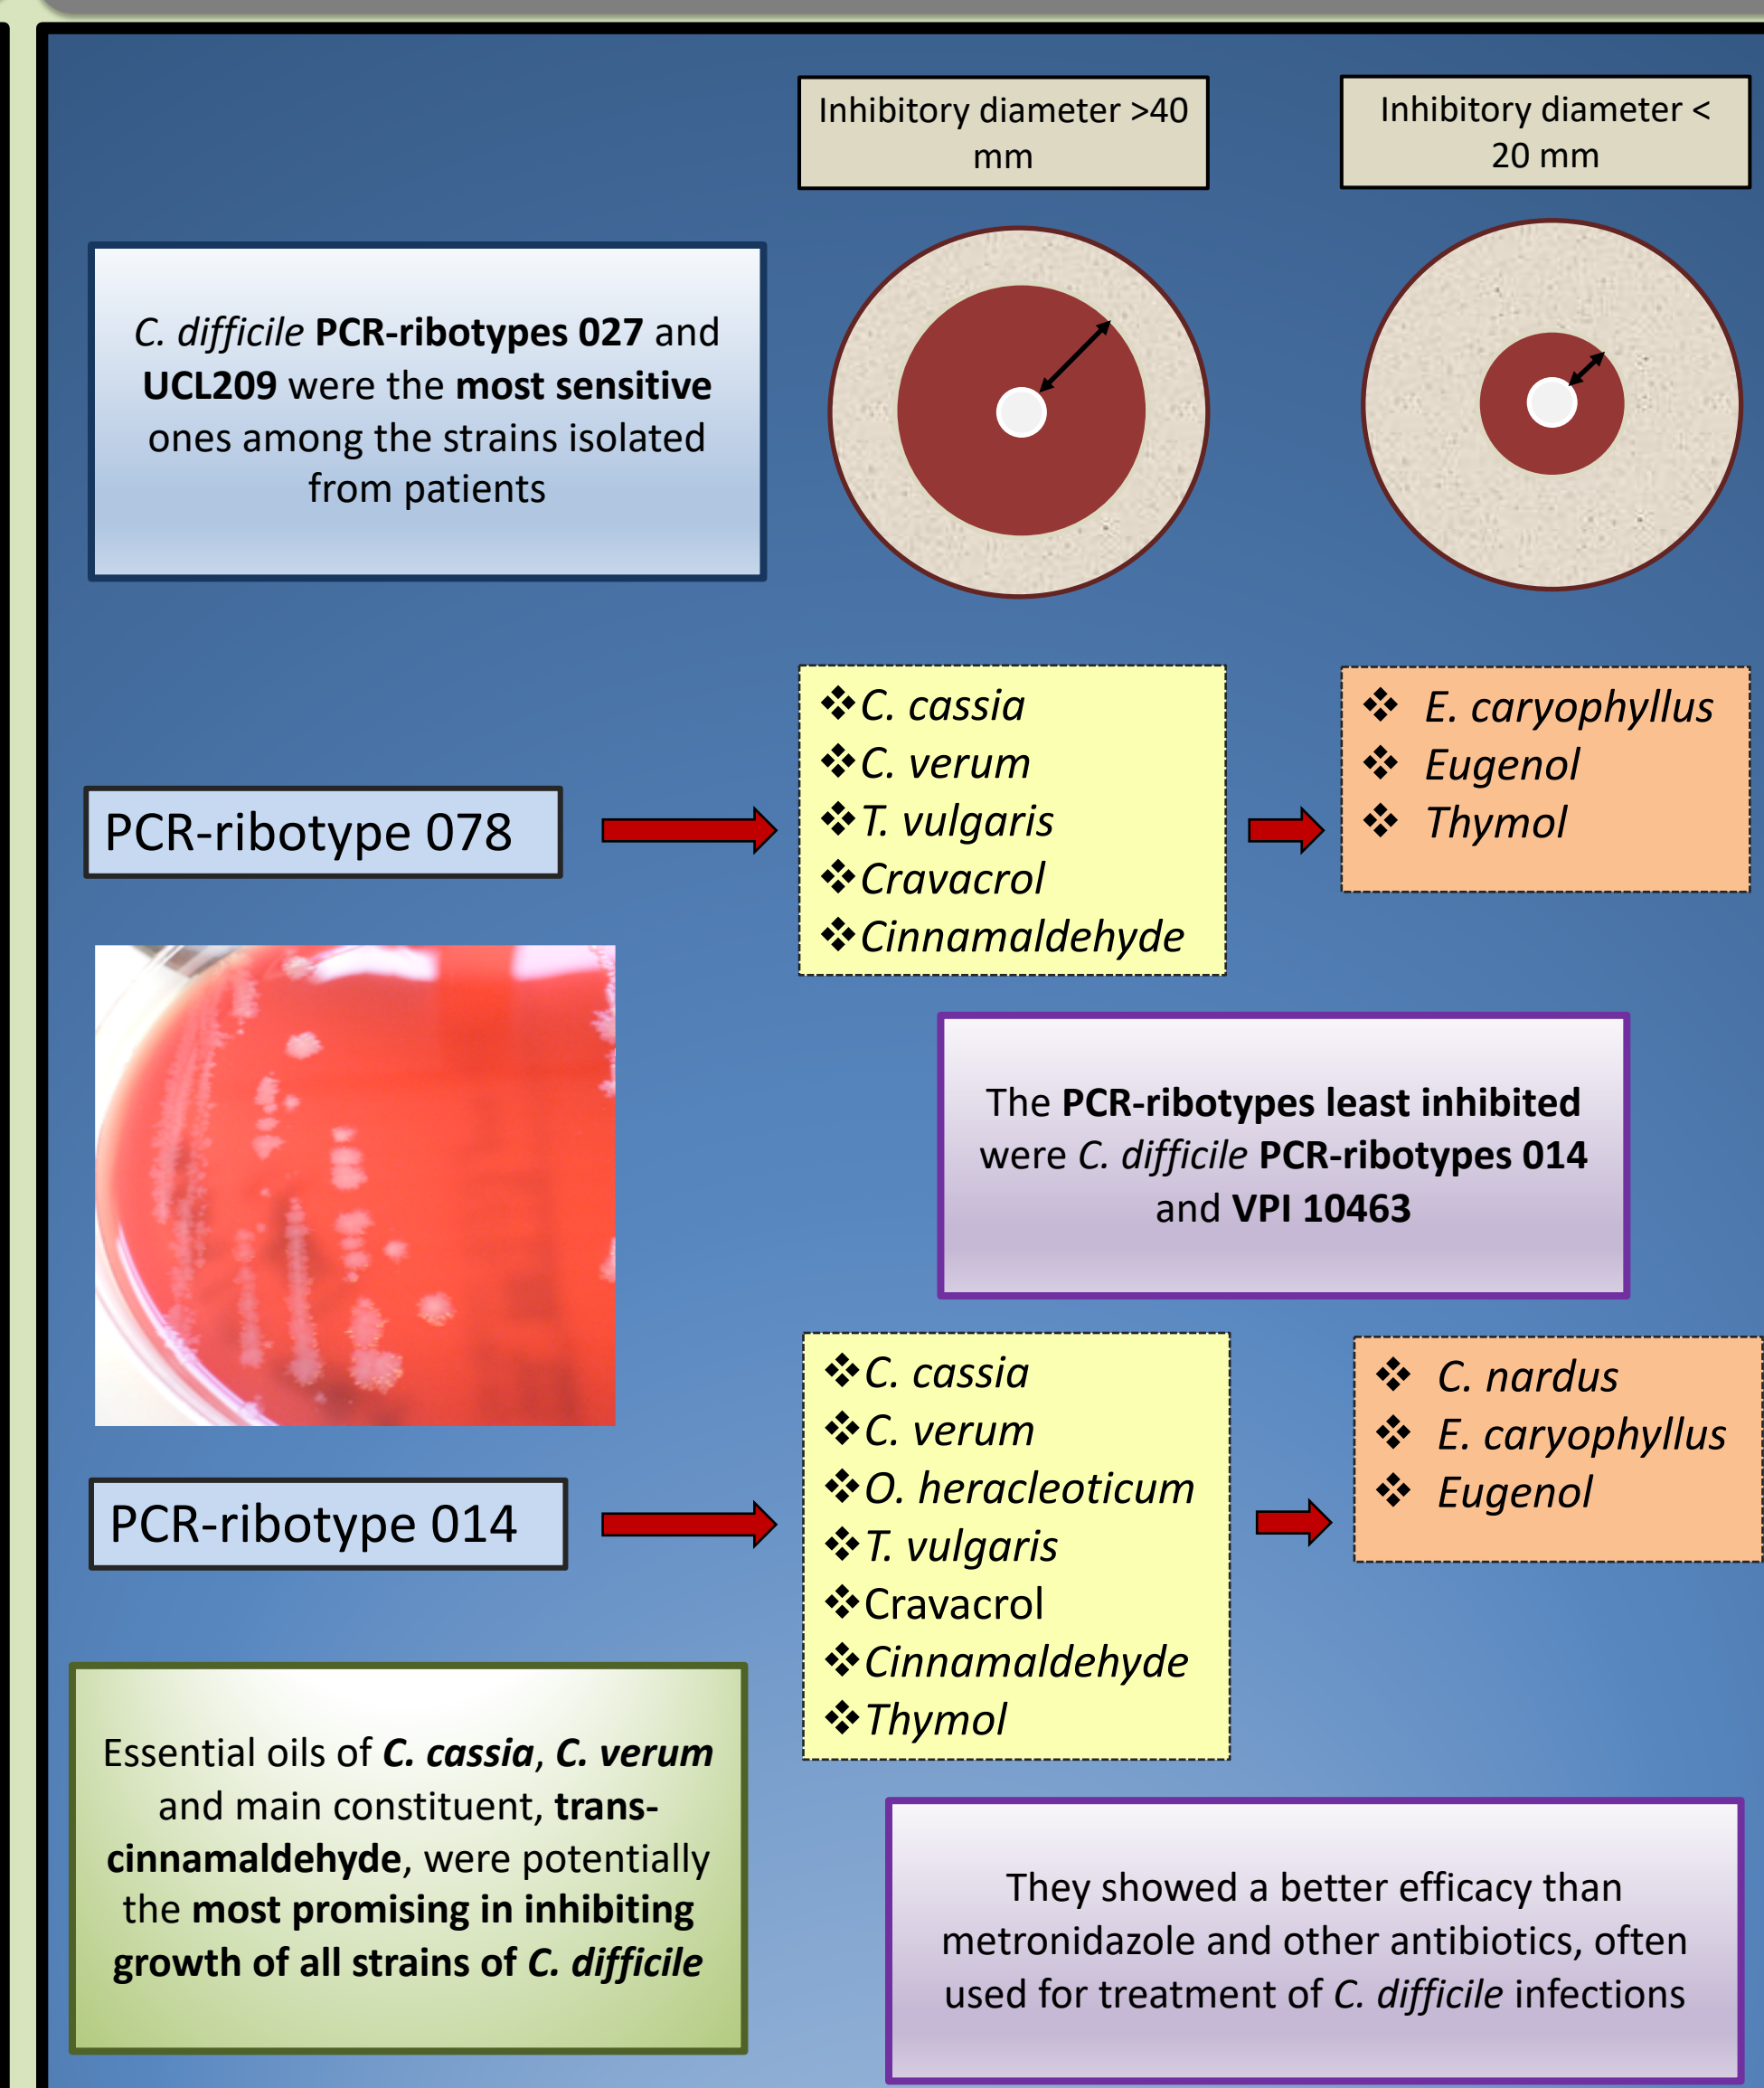 Inhibitory diameter >40
mm
Inhibitory diameter <
20 mm
C. difficile PCR-ribotypes 027 and
UCL209 were the most sensitive
ones among the strains isolated
from patients
PCR-ribotype 078
❖C. cassia
❖C. verum
❖T. vulgaris
❖Cravacrol
❖Cinnamaldehyde
❖ E. caryophyllus
❖ Eugenol
❖ Thymol
The PCR-ribotypes least inhibited
were C. difficile PCR-ribotypes 014
and VPI 10463
PCR-ribotype 014
❖C. cassia
❖C. verum
❖O. heracleoticum
❖T. vulgaris
❖Cravacrol
❖Cinnamaldehyde
❖Thymol
❖ C. nardus
❖ E. caryophyllus
❖ Eugenol
Essential oils of C. cassia, C. verum
and main constituent, trans-
cinnamaldehyde, were potentially
the most promising in inhibiting
growth of all strains of C. difficile
They showed a better efficacy than
metronidazole and other antibiotics, often
used for treatment of C. difficile infections